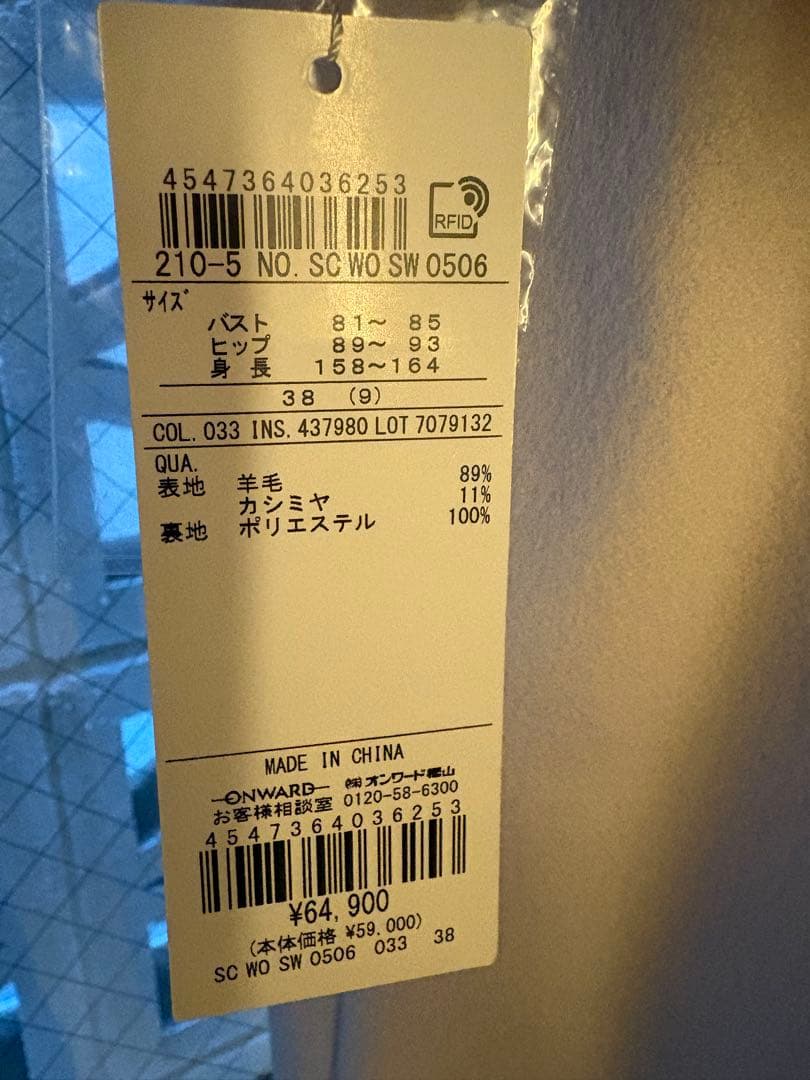 4547364036253
RFID
210-5 NO. SC WO SW 0506
サイズ
バスト 81〜 85
ヒップ 89〜 93
身 長 158〜164
38 (9)
COL. 033 INS. 437980 LOT 7079132
QUA.
表地 羊毛 89%
カシミヤ 11%
裏地 ポリエステル 100%
MADE IN CHINA
ONWARD ㈱オンワード樫山
お客様相談室 0120-58-6300
4547364036253
¥64,900
(本体価格 ¥59.000)
SC WO SW 0506 033 38